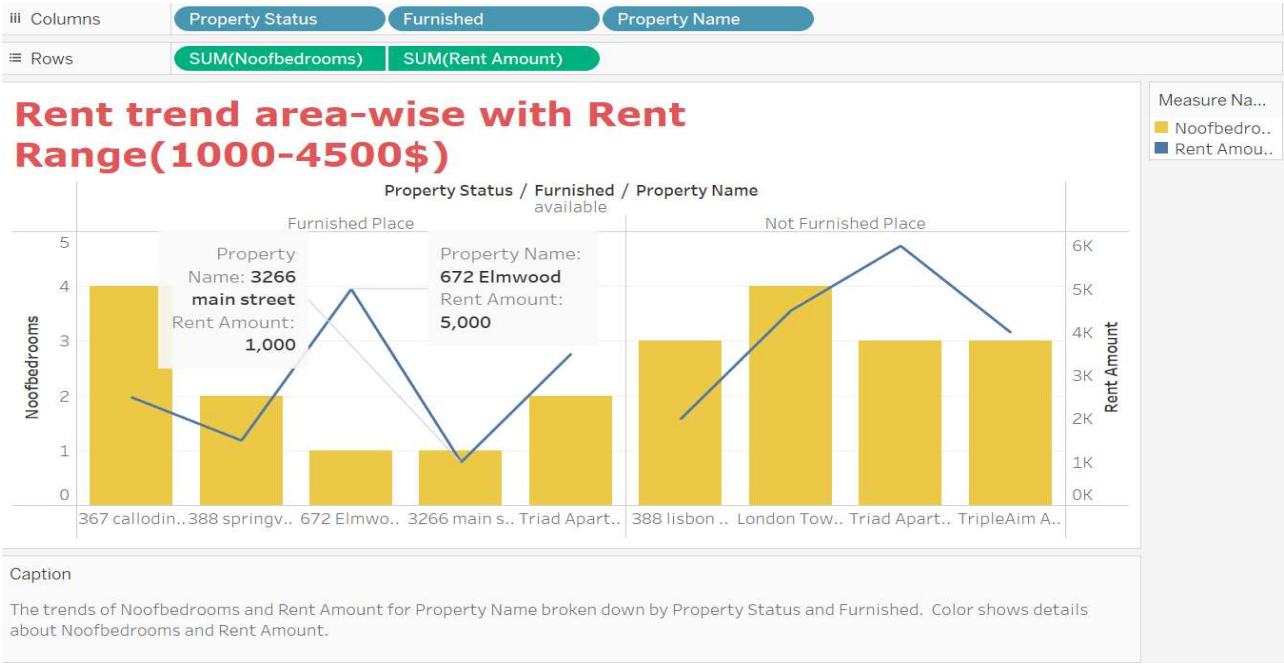 iii Columns
Property Status
Furnished
Property Name
Rows
SUM(Noofbedrooms)
SUM(Rent Amount)
Rent trend area-wise with Rent
Range(1000-4500$)
Measure Na...
Noofbedro..
Rent Amou..
Property Status / Furnished / Property Name
available
Furnished Place
Not Furnished Place
Property
Name: 3266
main street
Rent Amount:
1,000
Property Name:
672 Elmwood
Rent Amount:
5,000
Noofbedrooms
5
4
3
2
1
0
6K
5K
4K
3K
2K
1K
0K
Rent Amount
367 callodin..
388 springv..
672 Elmwo..
3266 main s..
Triad Apart..
388 lisbon ..
London Tow..
Triad Apart..
TripleAim A..
Caption
The trends of Noofbedrooms and Rent Amount for Property Name broken down by Property Status and Furnished.  Color shows details
about Noofbedrooms and Rent Amount.